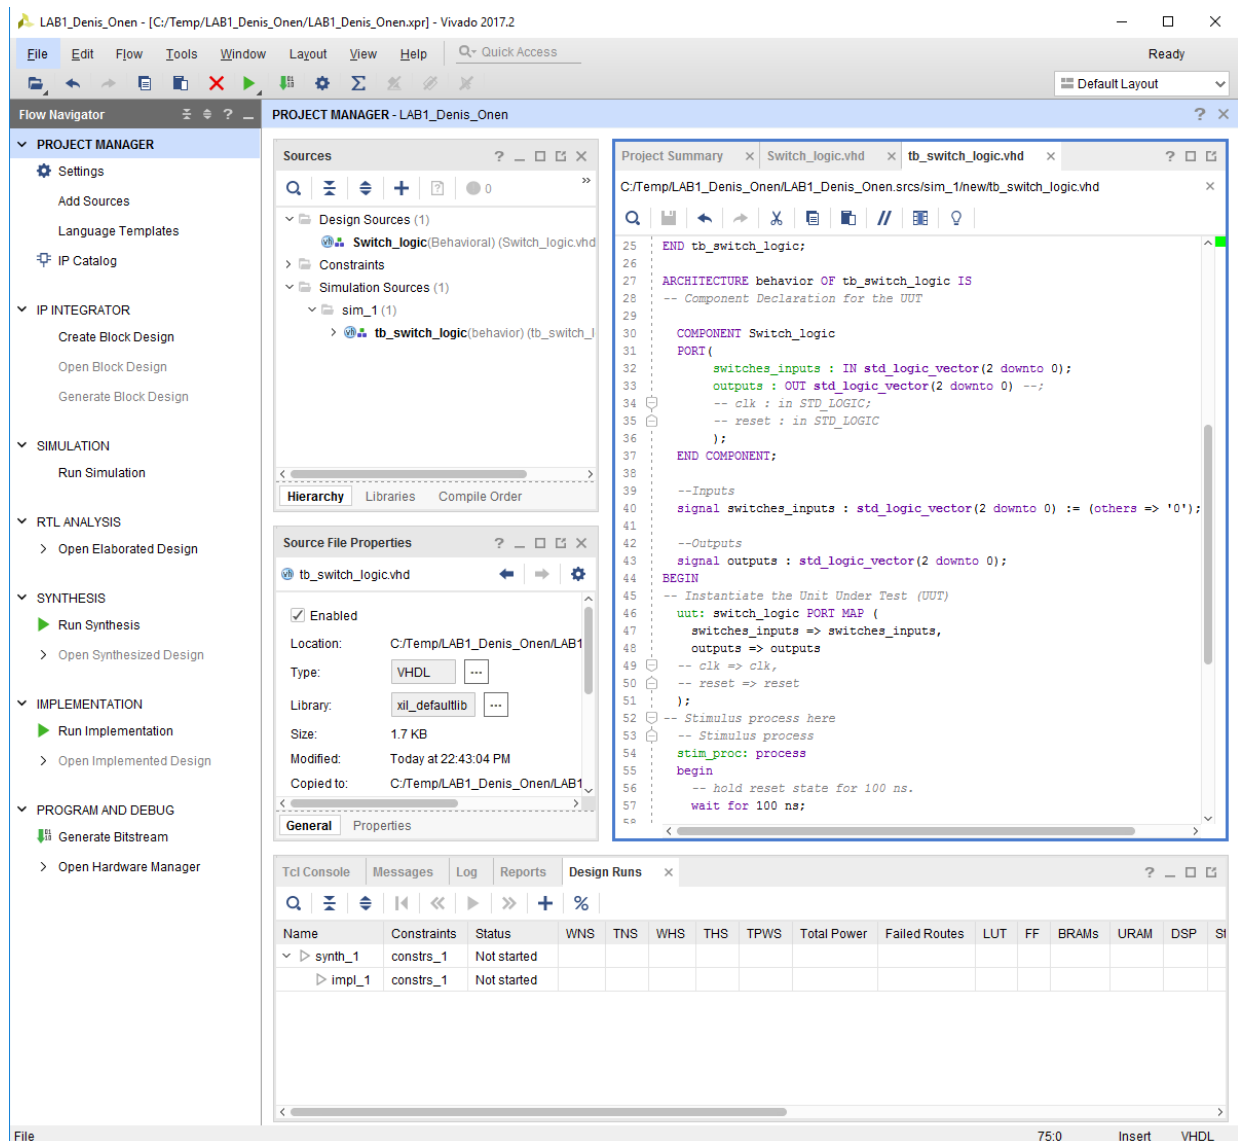 LAB1_Denis_Onen - [C:/Temp/LAB1_Denis_Onen/LAB1_Denis_Onen.xpr] - Vivado 2017.2
File Edit Flow Tools Window Layout View Help Quick Access Ready
Default Layout
Flow Navigator
PROJECT MANAGER
Settings
Add Sources
Language Templates
IP Catalog
IP INTEGRATOR
Create Block Design
Open Block Design
Generate Block Design
SIMULATION
Run Simulation
RTL ANALYSIS
Open Elaborated Design
SYNTHESIS
Run Synthesis
Open Synthesized Design
IMPLEMENTATION
Run Implementation
Open Implemented Design
PROGRAM AND DEBUG
Generate Bitstream
Open Hardware Manager
PROJECT MANAGER - LAB1_Denis_Onen
Sources
0
Design Sources (1)
Switch_logic(Behavioral) (Switch_logic.vhd
Constraints
Simulation Sources (1)
sim_1 (1)
tb_switch_logic(behavior) (tb_switch_l
Hierarchy Libraries Compile Order
Source File Properties
tb_switch_logic.vhd
Enabled
Location: C:/Temp/LAB1_Denis_Onen/LAB1
Type: VHDL ...
Library: xil_defaultlib ...
Size: 1.7 KB
Modified: Today at 22:43:04 PM
Copied to: C:/Temp/LAB1_Denis_Onen/LAB1
General Properties
Project Summary Switch_logic.vhd tb_switch_logic.vhd
C:/Temp/LAB1_Denis_Onen/LAB1_Denis_Onen.srcs/sim_1/new/tb_switch_logic.vhd
25 END tb_switch_logic;
26
27 ARCHITECTURE behavior OF tb_switch_logic IS
28 -- Component Declaration for the UUT
29
30 COMPONENT Switch_logic
31 PORT(
32 switches_inputs : IN std_logic_vector(2 downto 0);
33 outputs : OUT std_logic_vector(2 downto 0) --;
34 -- clk : in STD_LOGIC;
35 -- reset : in STD_LOGIC
36 );
37 END COMPONENT;
38
39 --Inputs
40 signal switches_inputs : std_logic_vector(2 downto 0) := (others => '0');
41
42 --Outputs
43 signal outputs : std_logic_vector(2 downto 0);
44 BEGIN
45 -- Instantiate the Unit Under Test (UUT)
46 uut: switch_logic PORT MAP (
47 switches_inputs => switches_inputs,
48 outputs => outputs
49 -- clk => clk,
50 -- reset => reset
51 );
52 -- Stimulus process here
53 -- Stimulus process
54 stim_proc: process
55 begin
56 -- hold reset state for 100 ns.
57 wait for 100 ns;
58
Tcl Console Messages Log Reports Design Runs
Name Constraints Status WNS TNS WHS THS TPWS Total Power Failed Routes LUT FF BRAMs URAM DSP St
synth_1 constrs_1 Not started
impl_1 constrs_1 Not started
File 75:0 Insert VHDL